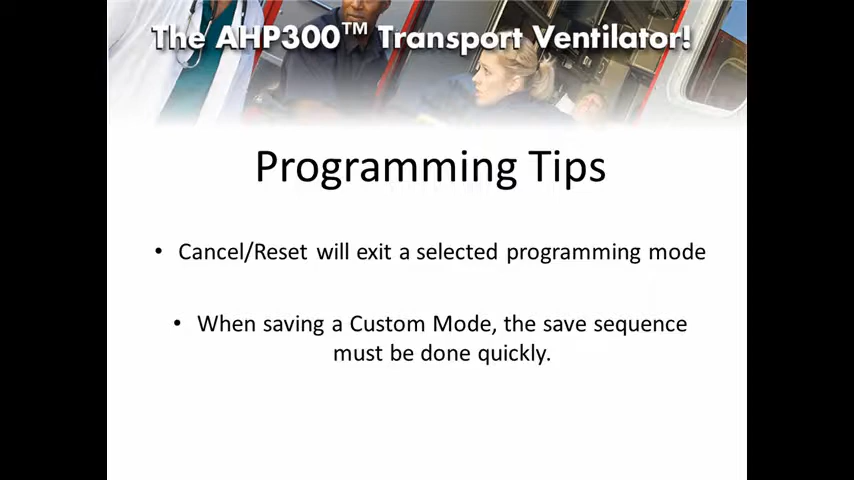 The AHP300™ Transport Ventilator!
Programming Tips
• Cancel/Reset will exit a selected programming mode
• When saving a Custom Mode, the save sequence
must be done quickly.